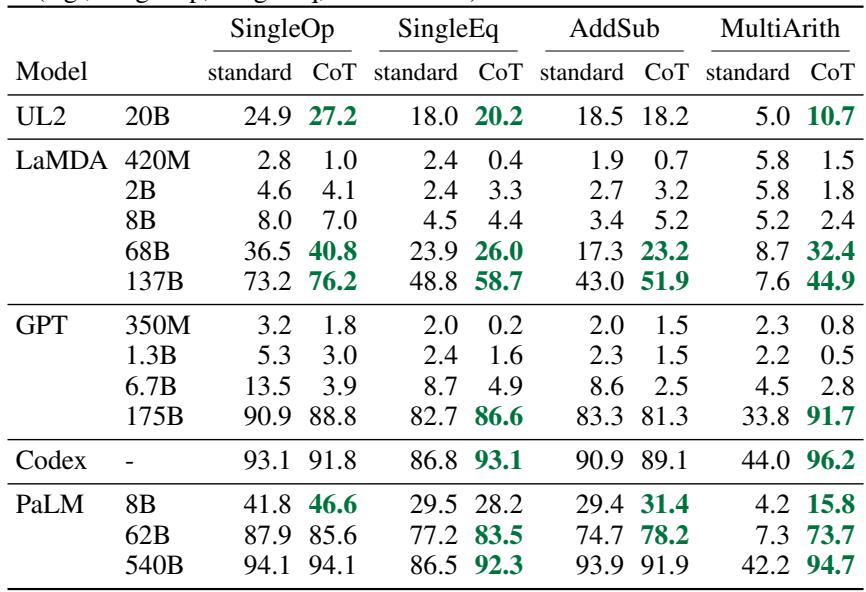 SingleOp SingleEq AddSub MultiArith
Model standard CoT standard CoT standard CoT standard CoT
UL2 20B 24.9 27.2 18.0 20.2 18.5 18.2 5.0 10.7
LaMDA 420M 2.8 1.0 2.4 0.4 1.9 0.7 5.8 1.5
2B 4.6 4.1 2.4 3.3 2.7 3.2 5.8 1.8
8B 8.0 7.0 4.5 4.4 3.4 5.2 5.2 2.4
68B 36.5 40.8 23.9 26.0 17.3 23.2 8.7 32.4
137B 73.2 76.2 48.8 58.7 43.0 51.9 7.6 44.9
GPT 350M 3.2 1.8 2.0 0.2 2.0 1.5 2.3 0.8
1.3B 5.3 3.0 2.4 1.6 2.3 1.5 2.2 0.5
6.7B 13.5 3.9 8.7 4.9 8.6 2.5 4.5 2.8
175B 90.9 88.8 82.7 86.6 83.3 81.3 33.8 91.7
Codex - 93.1 91.8 86.8 93.1 90.9 89.1 44.0 96.2
PaLM 8B 41.8 46.6 29.5 28.2 29.4 31.4 4.2 15.8
62B 87.9 85.6 77.2 83.5 74.7 78.2 7.3 73.7
540B 94.1 94.1 86.5 92.3 93.9 91.9 42.2 94.7